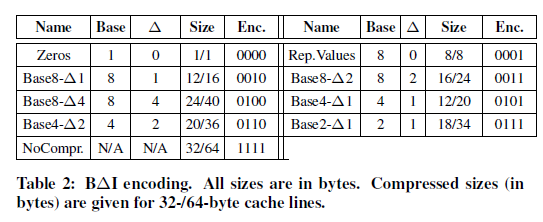 Name Base Δ Size Enc. Name Base Δ Size Enc.
Zeros 1 0 1/1 0000 Rep.Values 8 0 8/8 0001
Base8-Δ1 8 1 12/16 0010 Base8-Δ2 8 2 16/24 0011
Base8-Δ4 8 4 24/40 0100 Base4-Δ1 4 1 12/20 0101
Base4-Δ2 4 2 20/36 0110 Base2-Δ1 2 1 18/34 0111
NoCompr. N/A N/A 32/64 1111
Table 2: BΔI encoding. All sizes are in bytes. Compressed sizes (in
bytes) are given for 32-/64-byte cache lines.